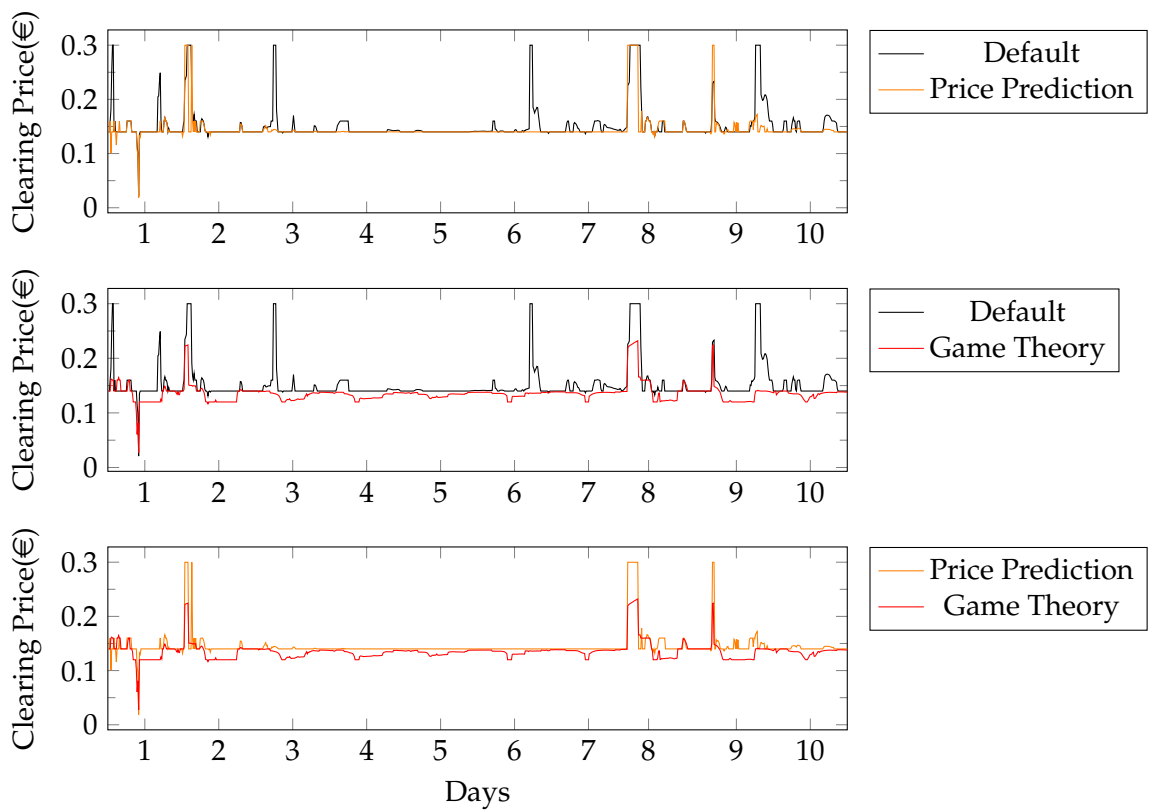 Clearing Price(€)
0.3
0.2
0.1
0
1 2 3 4 5 6 7 8 9 10
Default
Price Prediction
Clearing Price(€)
0.3
0.2
0.1
0
1 2 3 4 5 6 7 8 9 10
Default
Game Theory
Clearing Price(€)
0.3
0.2
0.1
0
1 2 3 4 5 6 7 8 9 10
Days
Price Prediction
Game Theory